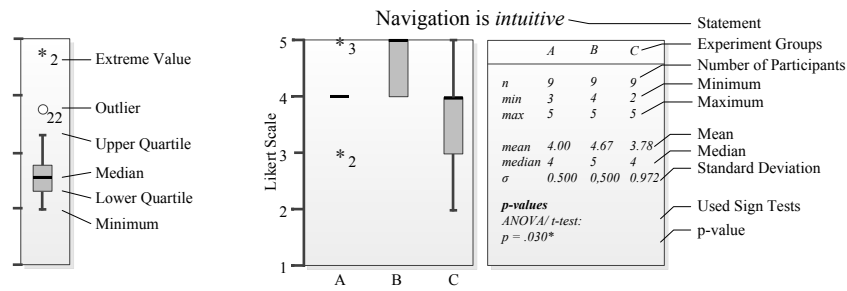 Navigation is intuitive
Statement
* 2
Extreme Value
22
Outlier
Upper Quartile
Median
Lower Quartile
Minimum
Likert Scale
5
4
3
2
1
* 3
* 2
A B C
A B C
Experiment Groups
n 9 9 9
Number of Participants
min 3 4 2
Minimum
max 5 5 5
Maximum
mean 4.00 4.67 3.78
Mean
median 4 5 4
Median
σ 0.500 0,500 0.972
Standard Deviation
p-values
ANOVA/ t-test:
Used Sign Tests
p = .030*
p-value